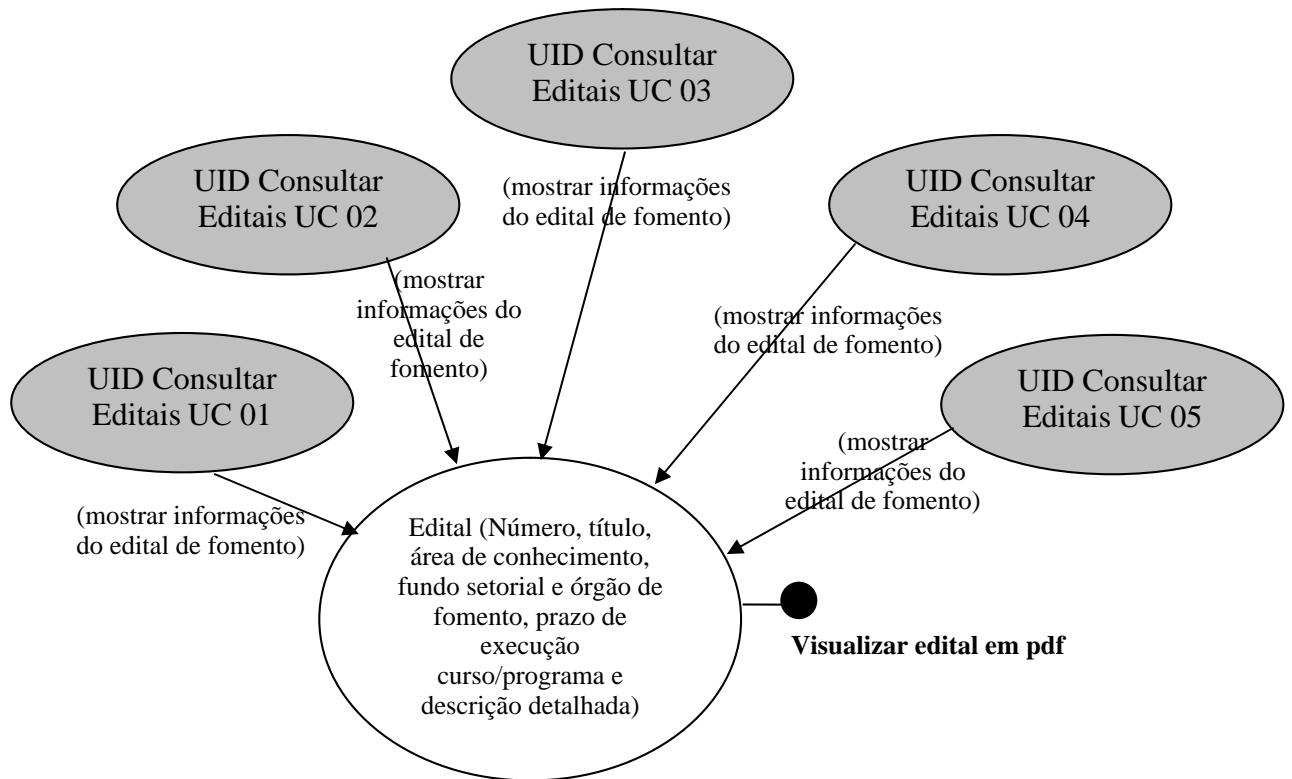 UID Consultar
Editais UC 03
UID Consultar
Editais UC 02
(mostrar informações
do edital de fomento)
UID Consultar
Editais UC 04
(mostrar
informações do
edital de
fomento)
(mostrar informações
do edital de fomento)
UID Consultar
Editais UC 01
UID Consultar
Editais UC 05
(mostrar
informações do
edital de fomento)
(mostrar informações
do edital de fomento)
Edital (Número, título,
área de conhecimento,
fundo setorial e órgão de
fomento, prazo de
execução
curso/programa e
descrição detalhada)
Visualizar edital em pdf